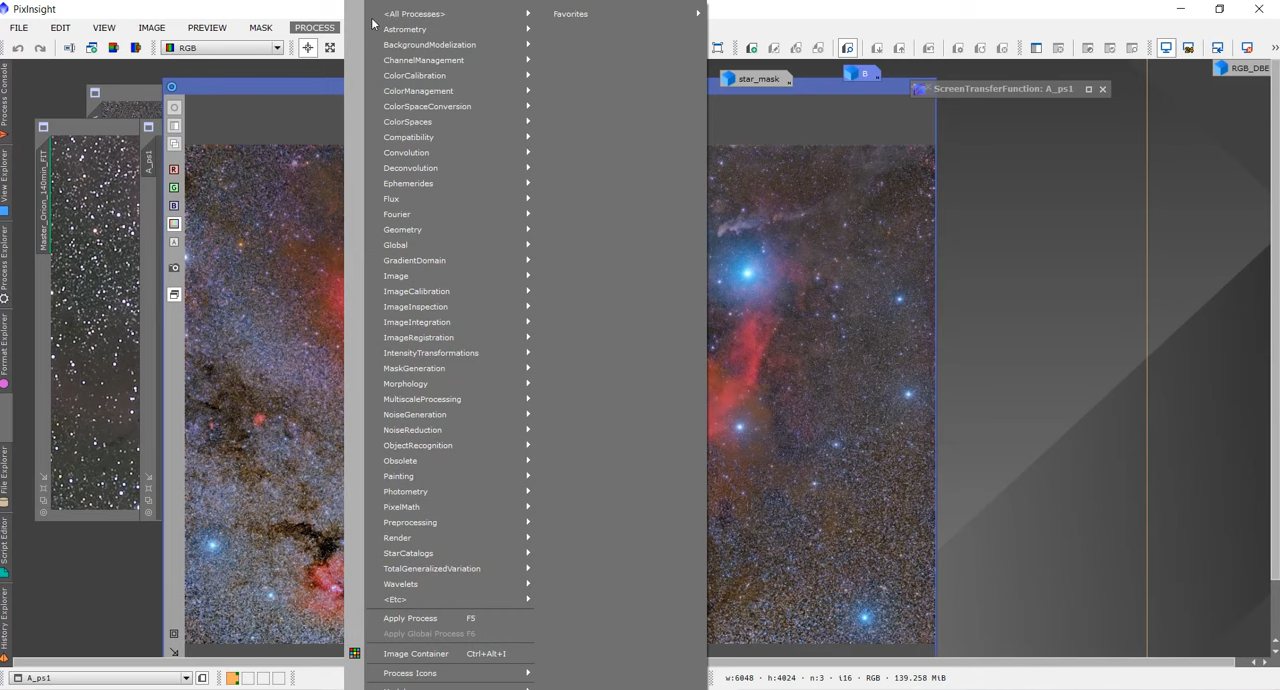 PixInsight
FILE EDIT VIEW IMAGE PREVIEW MASK PROCESS
RGB
<All Processes>
Favorites
Astrometry
BackgroundModelization
ChannelManagement
ColorCalibration
ColorManagement
ColorSpaceConversion
ColorSpaces
Compatibility
Convolution
Deconvolution
Ephemerides
Flux
Fourier
Geometry
Global
GradientDomain
Image
ImageCalibration
ImageInspection
ImageIntegration
ImageRegistration
IntensityTransformations
MaskGeneration
Morphology
MultiscaleProcessing
NoiseGeneration
NoiseReduction
ObjectRecognition
Obsolete
Painting
Photometry
PixelMath
Preprocessing
Render
StarCatalogs
TotalGeneralizedVariation
Wavelets
<Etc>
Apply Process F5
Apply Global Process F6
Image Container Ctrl+Alt+I
Process Icons
star_mask
B
RGB_DBE
ScreenTransferFunction: A_ps1
Process Console
View Explorer
Process Explorer
Format Explorer
File Explorer
Script Editor
History Explorer
Master_Orion_140min_FIT
A_ps1
R
G
B
A
A_ps1
w:6048 · h:4024 · n:3 · i16 · RGB · 139.258 MiB